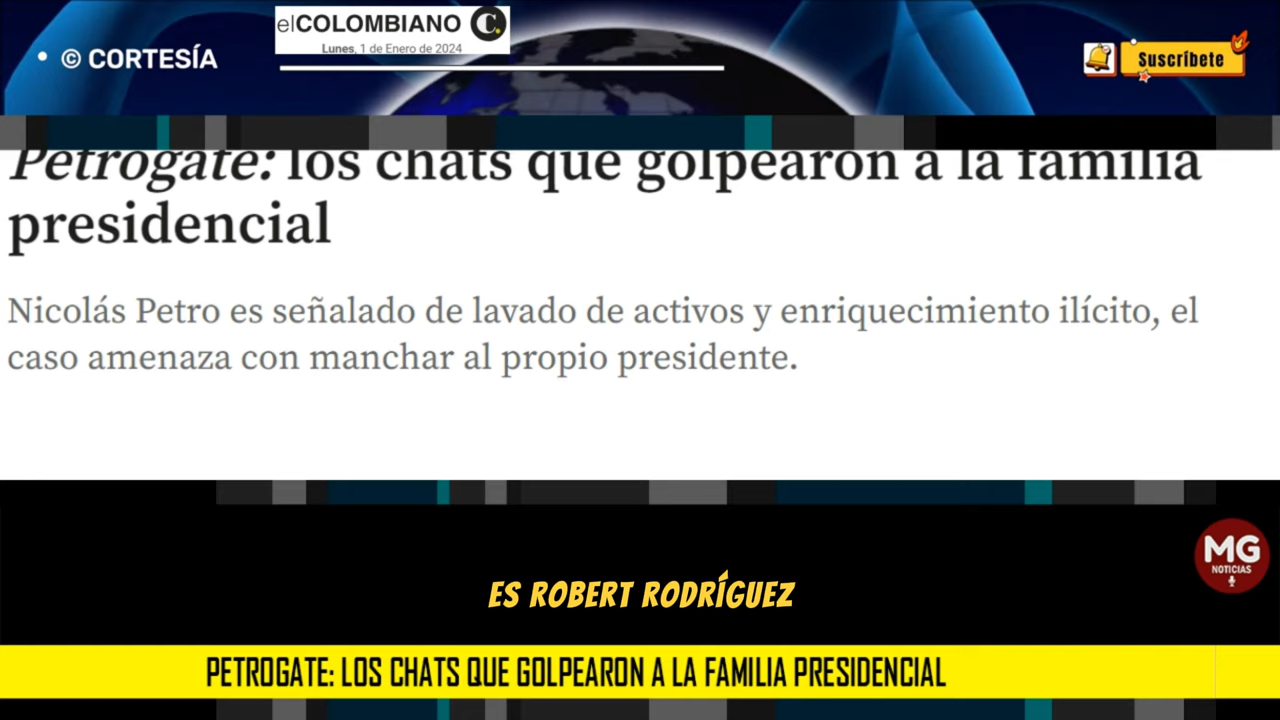 elCOLOMBIANO C.
Lunes, 1 de Enero de 2024
• © CORTESÍA
Suscríbete
Petrogate: los chats que golpearon a la familia
presidencial
Nicolás Petro es señalado de lavado de activos y enriquecimiento ilícito, el
caso amenaza con manchar al propio presidente.
MG
NOTICIAS
ES ROBERT RODRÍGUEZ
PETROGATE: LOS CHATS QUE GOLPEARON A LA FAMILIA PRESIDENCIAL